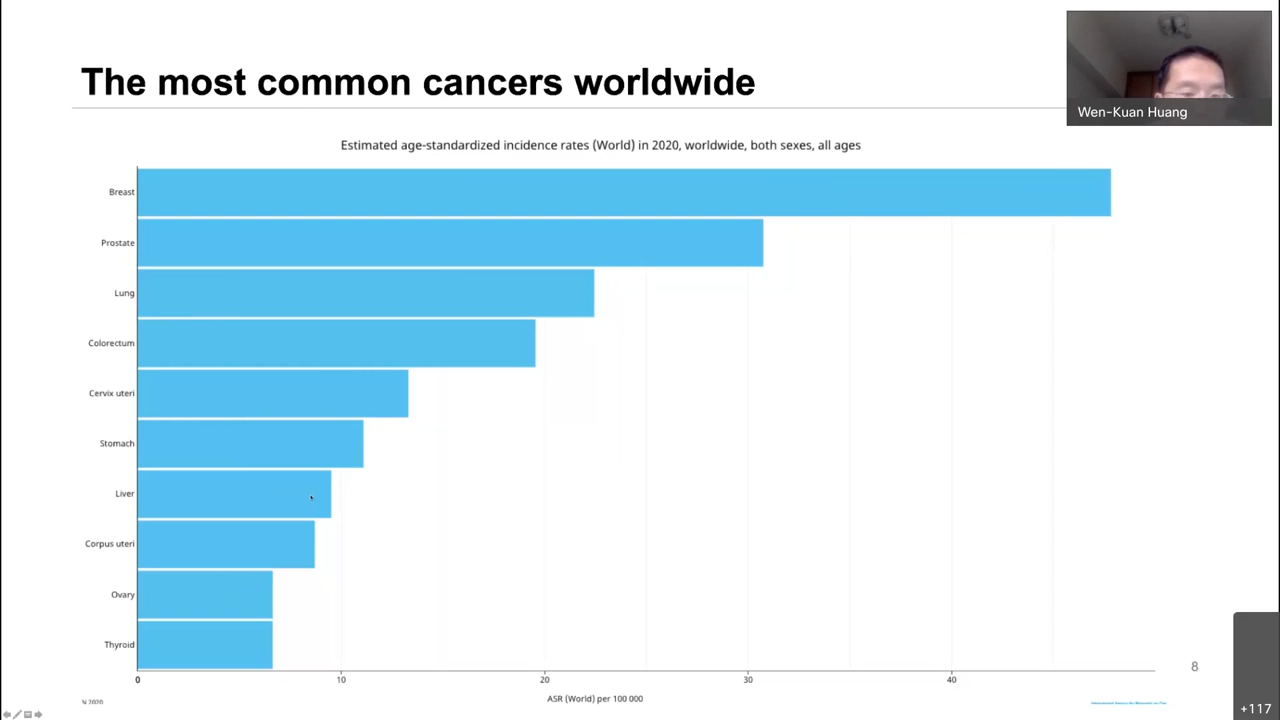 The most common cancers worldwide
Wen-Kuan Huang
Estimated age-standardized incidence rates (World) in 2020, worldwide, both sexes, all ages
Breast
Prostate
Lung
Colorectum
Cervix uteri
Stomach
Liver
Corpus uteri
Ovary
Thyroid
0 10 20 30 40
ASR (World) per 100 000
8
N 2020
+117